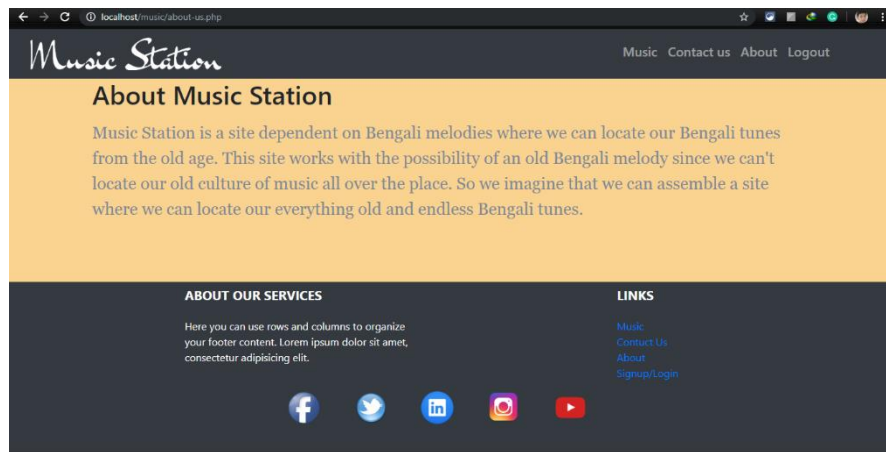 localhost/music/about-us.php
Music Station
Music Contact us About Logout
About Music Station
Music Station is a site dependent on Bengali melodies where we can locate our Bengali tunes
from the old age. This site works with the possibility of an old Bengali melody since we can't
locate our old culture of music all over the place. So we imagine that we can assemble a site
where we can locate our everything old and endless Bengali tunes.
ABOUT OUR SERVICES
Here you can use rows and columns to organize
your footer content. Lorem ipsum dolor sit amet,
consectetur adipisicing elit.
LINKS
Music
Contuct Us
About
Signup/Login